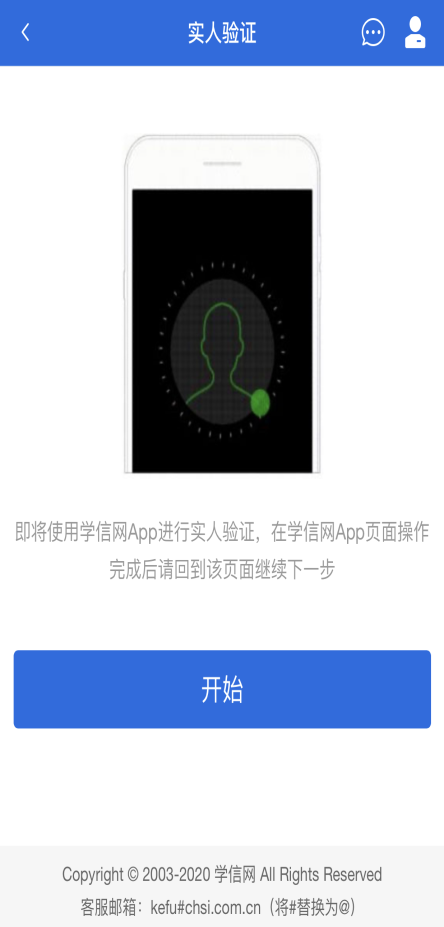 实人验证
即将使用学信网App进行实人验证，在学信网App页面操作
完成后请回到该页面继续下一步
开始
Copyright © 2003-2020 学信网 All Rights Reserved
客服邮箱：kefu#chsi.com.cn（将#替换为@）